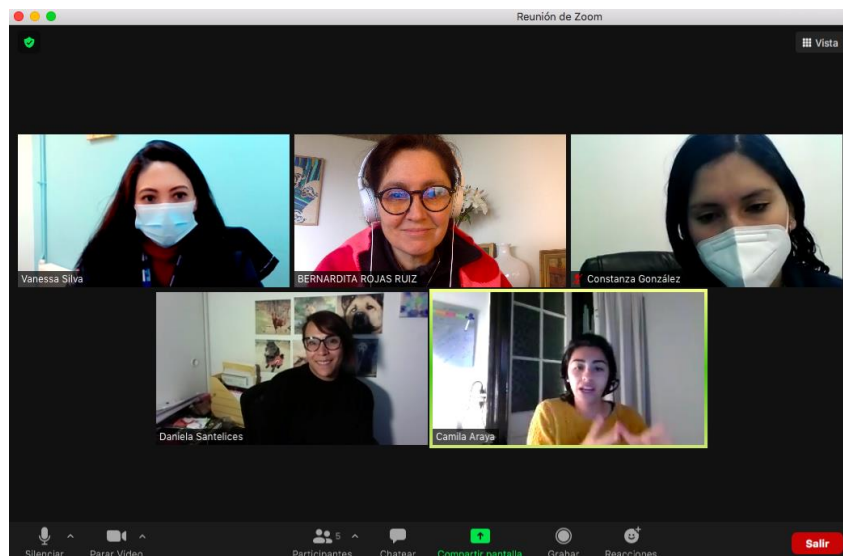 Reunión de Zoom
Vista
Vanessa Silva
BERNARDITA ROJAS RUIZ
Constanza González
Daniela Santelices
Camila Araya
Silenciar
Parar Video
5
Participantes
Chatear
Compartir pantalla
Grabar
Reacciones
Salir